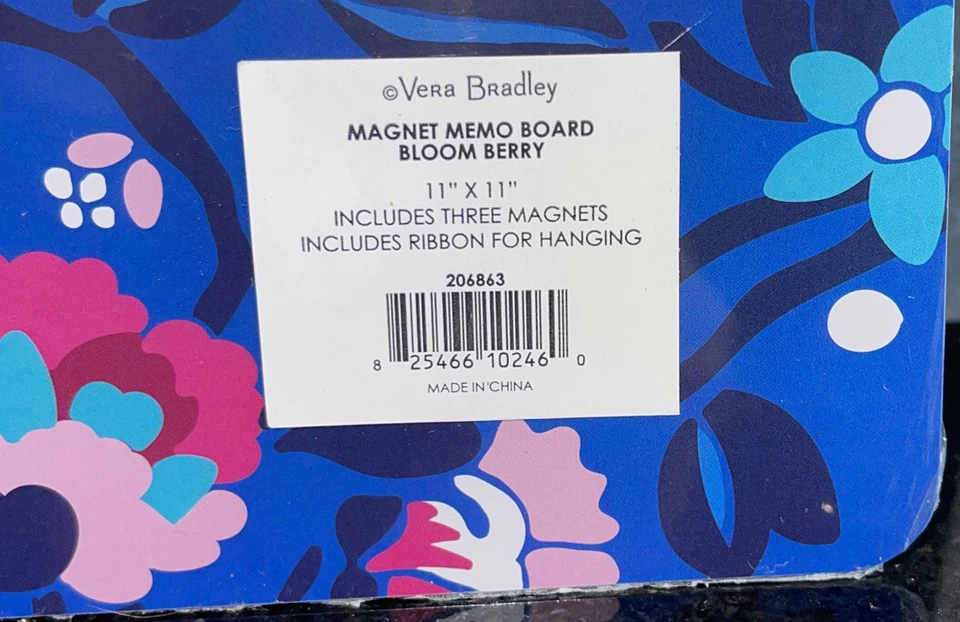 ©Vera Bradley
MAGNET MEMO BOARD
BLOOM BERRY
11" X 11"
INCLUDES THREE MAGNETS
INCLUDES RIBBON FOR HANGING
206863
8 25466 10246 0
MADE IN CHINA